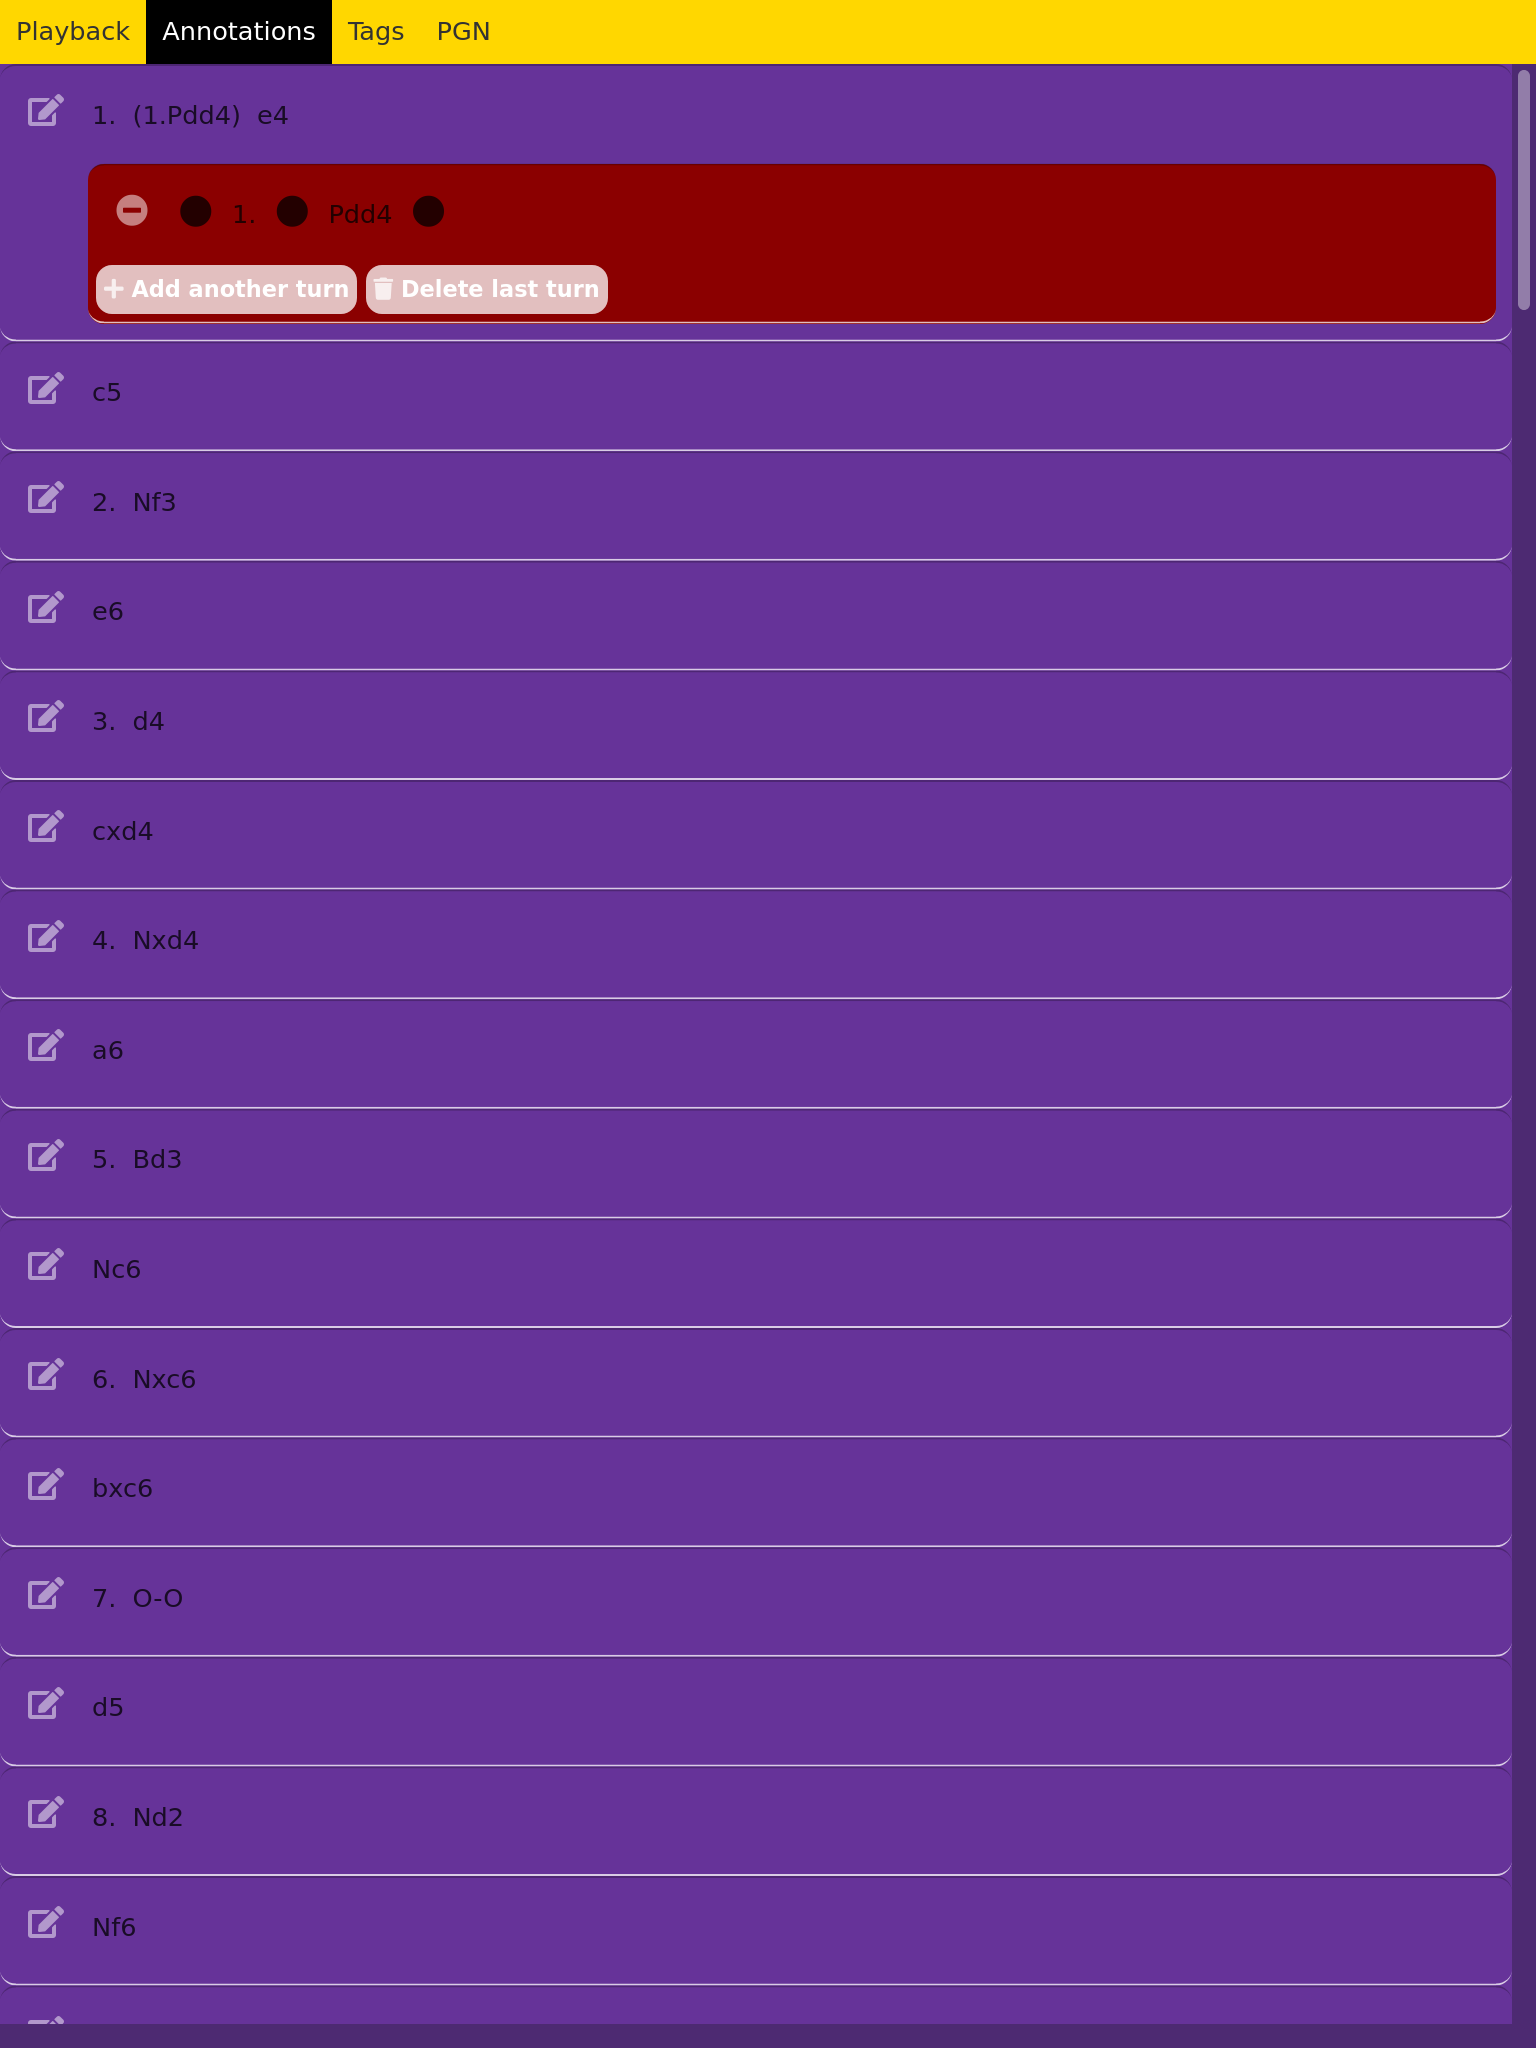 Playback Annotations Tags PGN
1. (1.Pdd4) e4
1. Pdd4
Add another turn Delete last turn
c5
2. Nf3
e6
3. d4
cxd4
4. Nxd4
a6
5. Bd3
Nc6
6. Nxc6
bxc6
7. O-O
d5
8. Nd2
Nf6